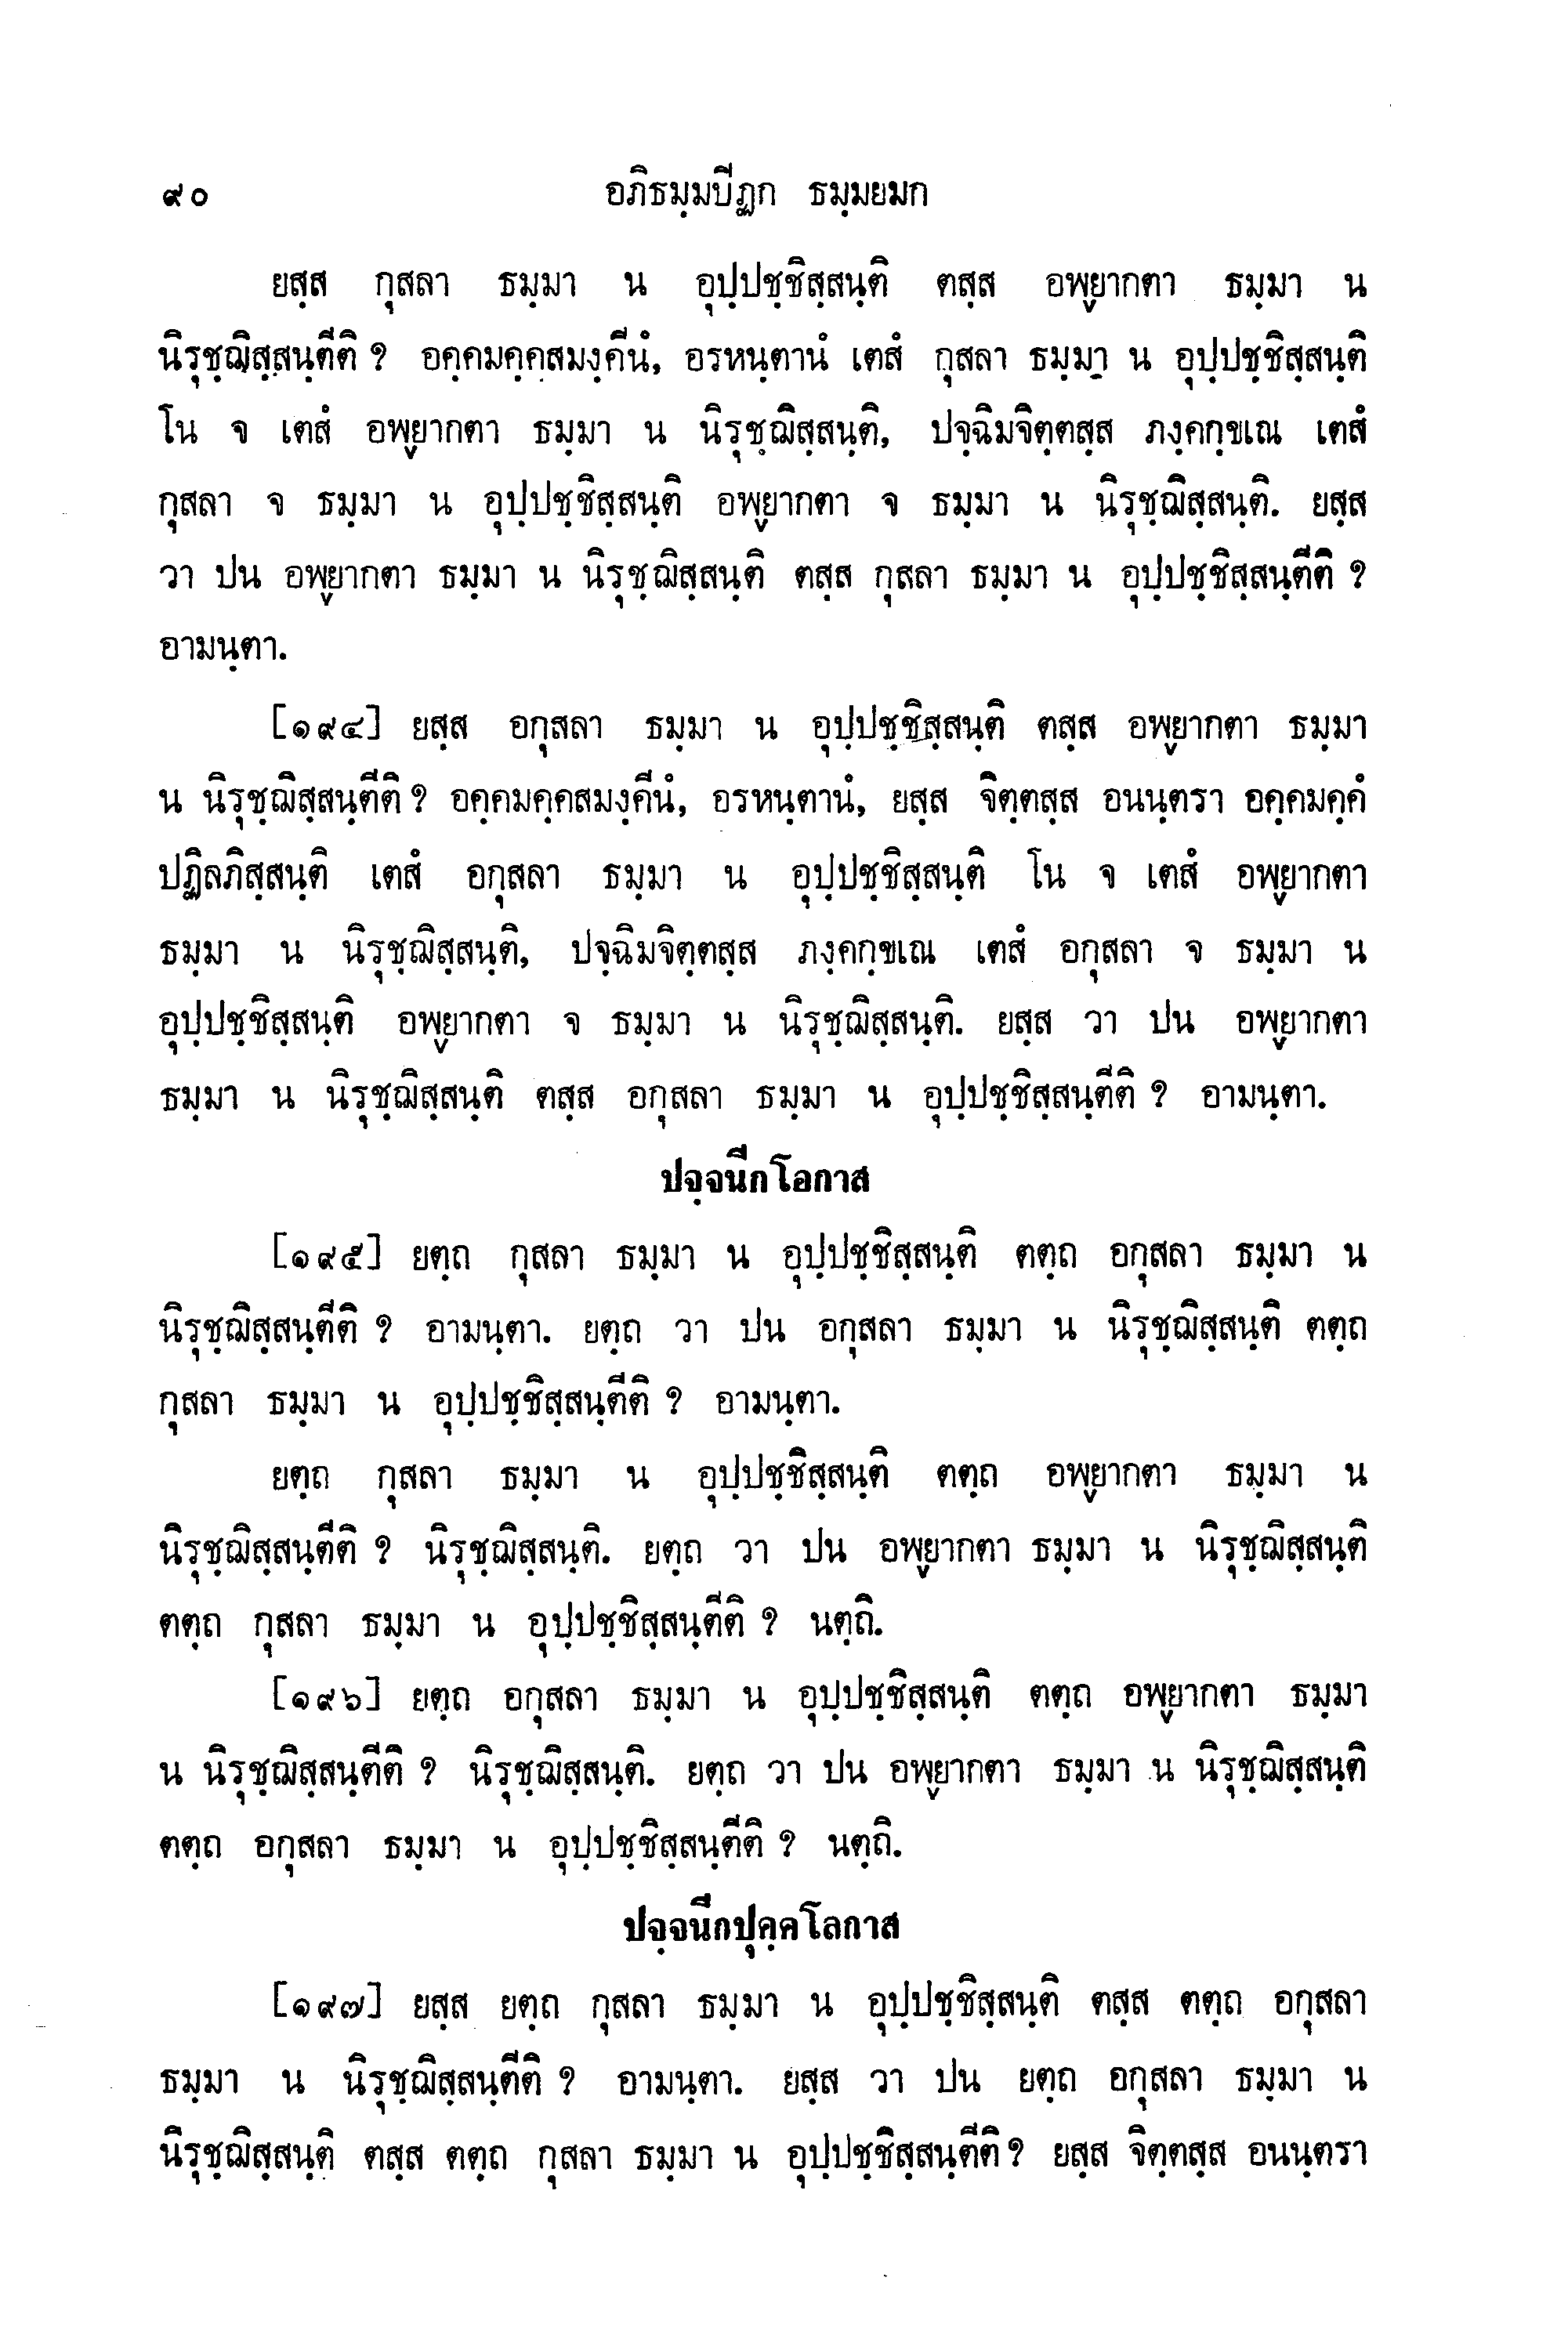 ๙๐ อภิธมฺมปีฏก ธมฺมยมก
ยสฺส กุสลา ธมฺมา น อุปฺปชฺชิสฺสนฺติ ตสฺส อพฺยากตา ธมฺมา น
นิรุชฺฌิสฺสนฺตีติ ? อคฺคมคฺคสมงฺคีนํ, อรหนฺตานํ เตสํ กุสลา ธมฺมา น อุปฺปชฺชิสฺสนฺติ
โน จ เตสํ อพฺยากตา ธมฺมา น นิรุชฺฌิสฺสนฺติ, ปจฺฉิมจิตฺตสฺส ภงฺคกฺขเณ เตสํ
กุสลา จ ธมฺมา น อุปฺปชฺชิสฺสนฺติ อพฺยากตา จ ธมฺมา น นิรุชฺฌิสฺสนฺติ. ยสฺส
วา ปน อพฺยากตา ธมฺมา น นิรุชฺฌิสฺสนฺติ ตสฺส กุสลา ธมฺมา น อุปฺปชฺชิสฺสนฺตีติ ?
อามนฺตา.
[๑๙๔] ยสฺส อกุสลา ธมฺมา น อุปฺปชฺชิสฺสนฺติ ตสฺส อพฺยากตา ธมฺมา
น นิรุชฺฌิสฺสนฺตีติ ? อคฺคมคฺคสมงฺคีนํ, อรหนฺตานํ, ยสฺส จิตฺตสฺส อนนฺตรา อคฺคมคฺคํ
ปฏิลภิสฺสนฺติ เตสํ อกุสลา ธมฺมา น อุปฺปชฺชิสฺสนฺติ โน จ เตสํ อพฺยากตา
ธมฺมา น นิรุชฺฌิสฺสนฺติ, ปจฺฉิมจิตฺตสฺส ภงฺคกฺขเณ เตสํ อกุสลา จ ธมฺมา น
อุปฺปชฺชิสฺสนฺติ อพฺยากตา จ ธมฺมา น นิรุชฺฌิสฺสนฺติ. ยสฺส วา ปน อพฺยากตา
ธมฺมา น นิรุชฺฌิสฺสนฺติ ตสฺส อกุสลา ธมฺมา น อุปฺปชฺชิสฺสนฺตีติ ? อามนฺตา.
ปจฺจนีกโอกาส
[๑๙๕] ยตฺถ กุสลา ธมฺมา น อุปฺปชฺชิสฺสนฺติ ตตฺถ อกุสลา ธมฺมา น
นิรุชฺฌิสฺสนฺตีติ ? อามนฺตา. ยตฺถ วา ปน อกุสลา ธมฺมา น นิรุชฺฌิสฺสนฺติ ตตฺถ
กุสลา ธมฺมา น อุปฺปชฺชิสฺสนฺตีติ ? อามนฺตา.
ยตฺถ กุสลา ธมฺมา น อุปฺปชฺชิสฺสนฺติ ตตฺถ อพฺยากตา ธมฺมา น
นิรุชฺฌิสฺสนฺตีติ ? นิรุชฺฌิสฺสนฺติ. ยตฺถ วา ปน อพฺยากตา ธมฺมา น นิรุชฺฌิสฺสนฺติ
ตตฺถ กุสลา ธมฺมา น อุปฺปชฺชิสฺสนฺตีติ ? นตฺถิ.
[๑๙๖] ยตฺถ อกุสลา ธมฺมา น อุปฺปชฺชิสฺสนฺติ ตตฺถ อพฺยากตา ธมฺมา
น นิรุชฺฌิสฺสนฺตีติ ? นิรุชฺฌิสฺสนฺติ. ยตฺถ วา ปน อพฺยากตา ธมฺมา น นิรุชฺฌิสฺสนฺติ
ตตฺถ อกุสลา ธมฺมา น อุปฺปชฺชิสฺสนฺตีติ ? นตฺถิ.
ปจฺจนีกปุคฺคโลกาส
[๑๙๗] ยสฺส ยตฺถ กุสลา ธมฺมา น อุปฺปชฺชิสฺสนฺติ ตสฺส ตตฺถ อกุสลา
ธมฺมา น นิรุชฺฌิสฺสนฺตีติ ? อามนฺตา. ยสฺส วา ปน ยตฺถ อกุสลา ธมฺมา น
นิรุชฺฌิสฺสนฺติ ตสฺส ตตฺถ กุสลา ธมฺมา น อุปฺปชฺชิสฺสนฺตีติ ? ยสฺส จิตฺตสฺส อนนฺตรา